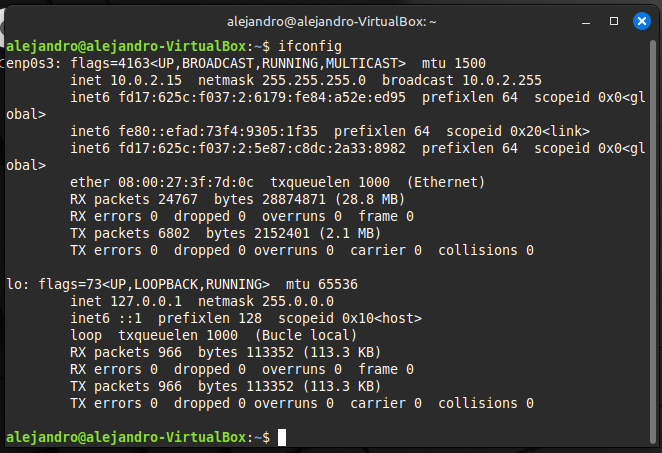 alejandro@alejandro-VirtualBox: ~
alejandro@alejandro-VirtualBox:~$ ifconfig
enp0s3: flags=4163<UP,BROADCAST,RUNNING,MULTICAST>  mtu 1500
        inet 10.0.2.15  netmask 255.255.255.0  broadcast 10.0.2.255
        inet6 fd17:625c:f037:2:6179:fe84:a52e:ed95  prefixlen 64  scopeid 0x0<gl
obal>
        inet6 fe80::efad:73f4:9305:1f35  prefixlen 64  scopeid 0x20<link>
        inet6 fd17:625c:f037:2:5e87:c8dc:2a33:8982  prefixlen 64  scopeid 0x0<gl
obal>
        ether 08:00:27:3f:7d:0c  txqueuelen 1000  (Ethernet)
        RX packets 24767  bytes 28874871 (28.8 MB)
        RX errors 0  dropped 0  overruns 0  frame 0
        TX packets 6802  bytes 2152401 (2.1 MB)
        TX errors 0  dropped 0 overruns 0  carrier 0  collisions 0

lo: flags=73<UP,LOOPBACK,RUNNING>  mtu 65536
        inet 127.0.0.1  netmask 255.0.0.0
        inet6 ::1  prefixlen 128  scopeid 0x10<host>
        loop  txqueuelen 1000  (Bucle local)
        RX packets 966  bytes 113352 (113.3 KB)
        RX errors 0  dropped 0  overruns 0  frame 0
        TX packets 966  bytes 113352 (113.3 KB)
        TX errors 0  dropped 0 overruns 0  carrier 0  collisions 0

alejandro@alejandro-VirtualBox:~$